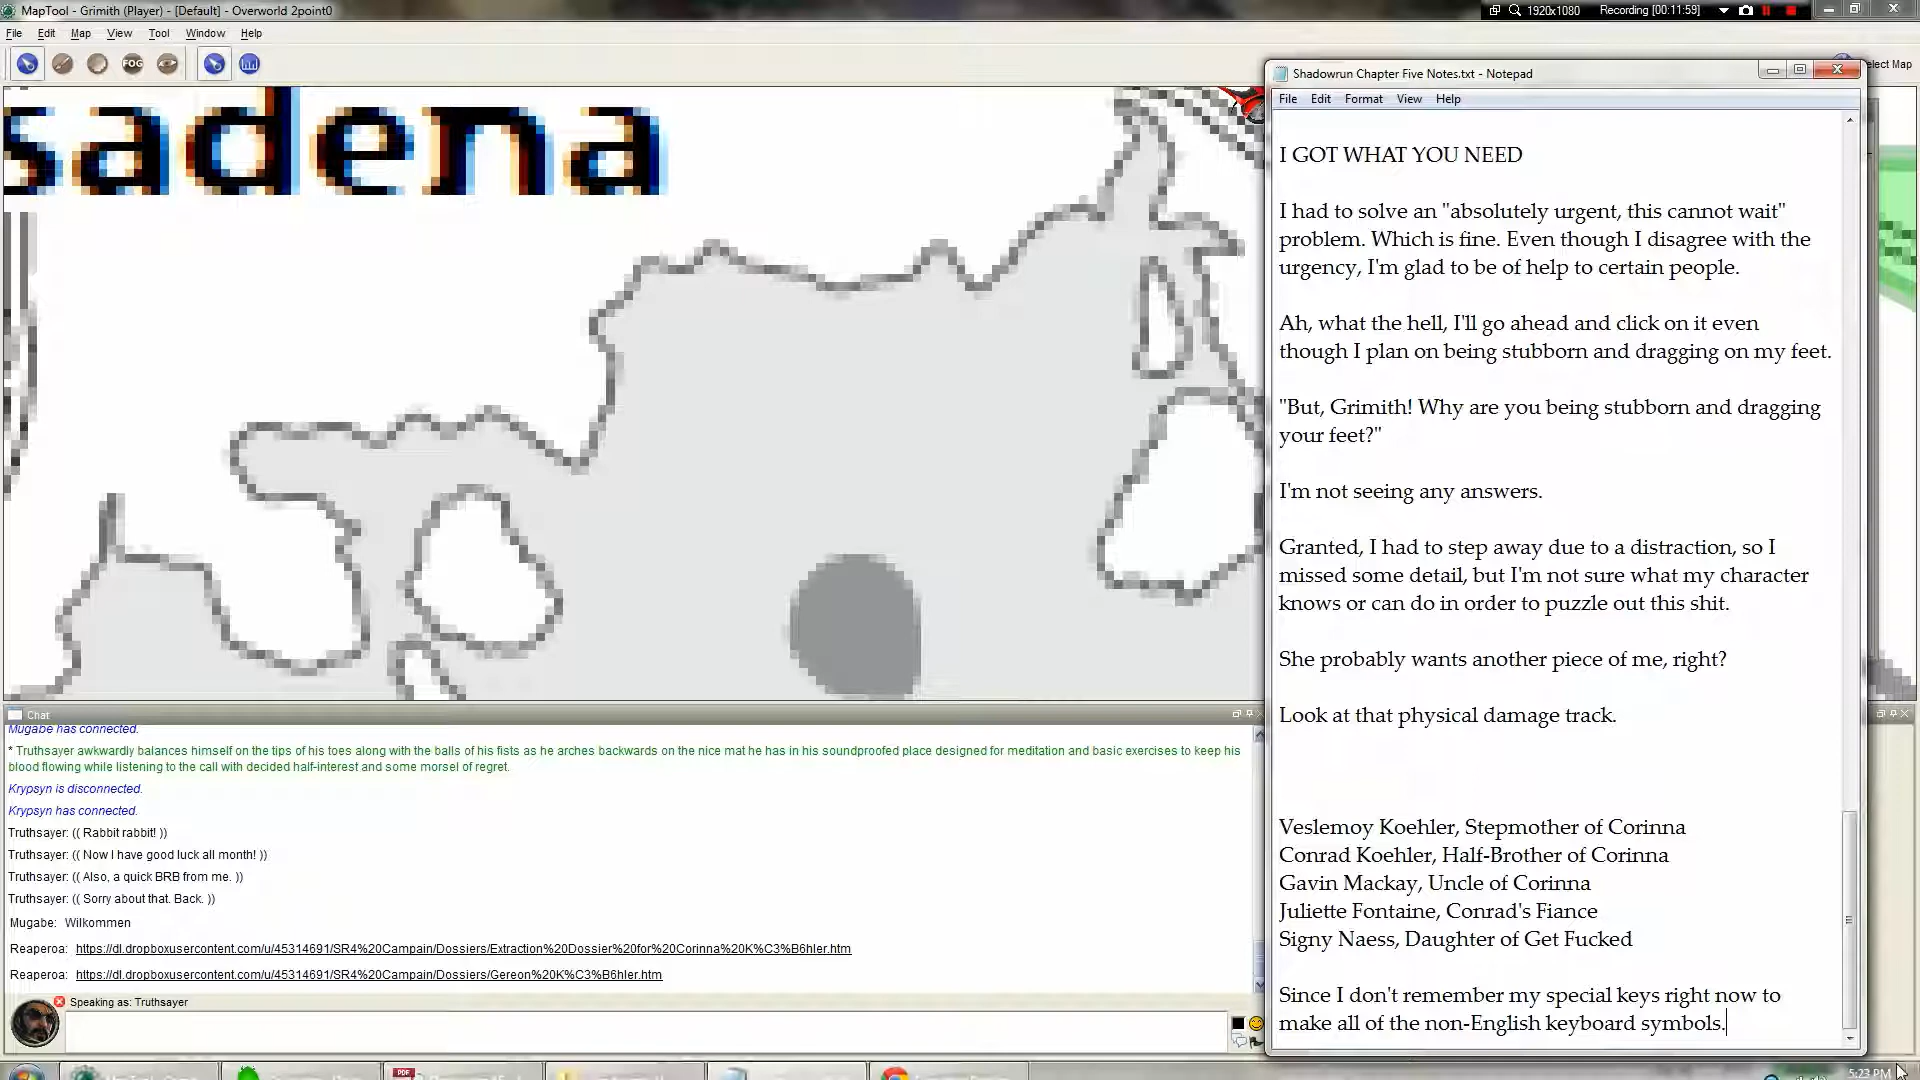 MapTool - Grimith (Player) - [Default] - Overworld 2point0
1920x1080
Recording [00:11:59]
File Edit Map View Tool Window Help
FOG
elect Map
sadena
Shadowrun Chapter Five Notes.txt - Notepad
File Edit Format View Help
I GOT WHAT YOU NEED
I had to solve an "absolutely urgent, this cannot wait"
problem. Which is fine. Even though I disagree with the
urgency, I'm glad to be of help to certain people.
Ah, what the hell, I'll go ahead and click on it even
though I plan on being stubborn and dragging on my feet.
"But, Grimith! Why are you being stubborn and dragging
your feet?"
I'm not seeing any answers.
Granted, I had to step away due to a distraction, so I
missed some detail, but I'm not sure what my character
knows or can do in order to puzzle out this shit.
She probably wants another piece of me, right?
Look at that physical damage track.
Veslemoy Koehler, Stepmother of Corinna
Conrad Koehler, Half-Brother of Corinna
Gavin Mackay, Uncle of Corinna
Juliette Fontaine, Conrad's Fiance
Signy Naess, Daughter of Get Fucked
Since I don't remember my special keys right now to
make all of the non-English keyboard symbols.
Chat
Mugabe has connected.
* Truthsayer awkwardly balances himself on the tips of his toes along with the balls of his fists as he arches backwards on the nice mat he has in his soundproofed place designed for meditation and basic exercises to keep his
blood flowing while listening to the call with decided half-interest and some morsel of regret.
Krypsyn is disconnected.
Krypsyn has connected.
Truthsayer: (( Rabbit rabbit! ))
Truthsayer: (( Now I have good luck all month! ))
Truthsayer: (( Also, a quick BRB from me. ))
Truthsayer: (( Sorry about that. Back. ))
Mugabe: Wilkommen
Reaperoa: https://dl.dropboxusercontent.com/u/45314691/SR4%20Campain/Dossiers/Extraction%20Dossier%20for%20Corinna%20K%C3%B6hler.htm
Reaperoa: https://dl.dropboxusercontent.com/u/45314691/SR4%20Campain/Dossiers/Gereon%20K%C3%B6hler.htm
Speaking as: Truthsayer
PDF
5:23 PM